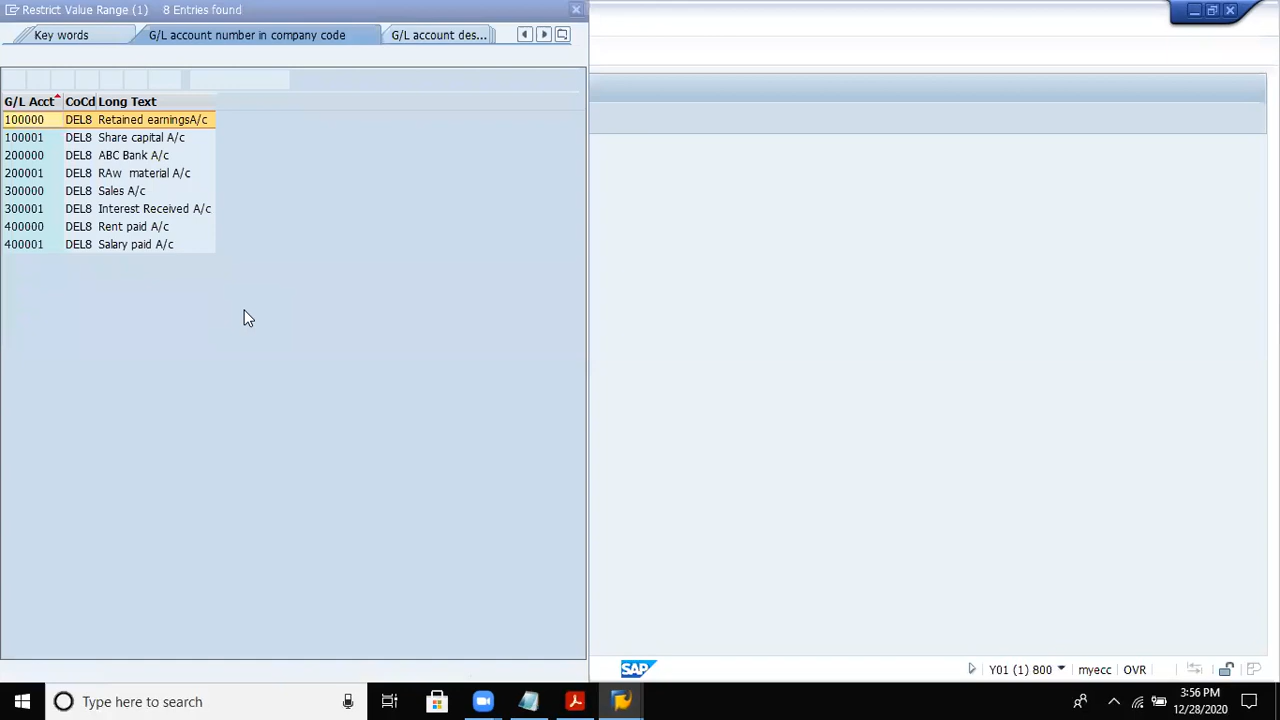 Restrict Value Range (1) 8 Entries found
Key words G/L account number in company code G/L account des...
G/L Acct CoCd Long Text
100000 DEL8 Retained earningsA/c
100001 DEL8 Share capital A/c
200000 DEL8 ABC Bank A/c
200001 DEL8 RAw material A/c
300000 DEL8 Sales A/c
300001 DEL8 Interest Received A/c
400000 DEL8 Rent paid A/c
400001 DEL8 Salary paid A/c
SAP Y01 (1) 800 myecc OVR
Type here to search
3:56 PM
12/28/2020